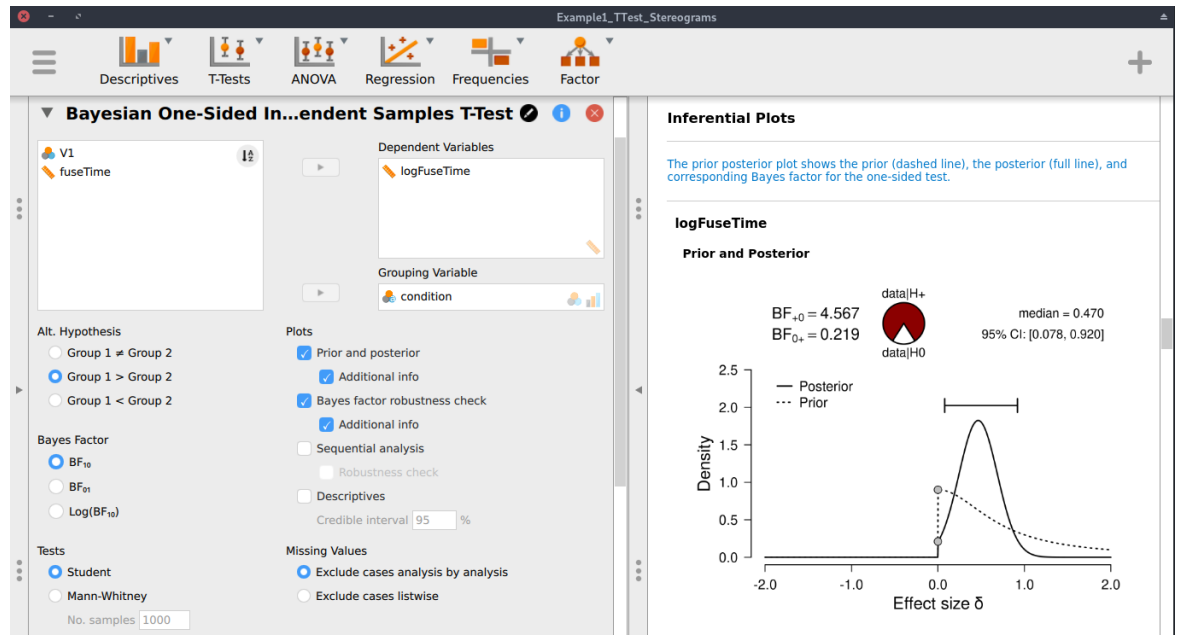 Example1_TTest_Stereograms
Descriptives T-Tests ANOVA Regression Frequencies Factor
Bayesian One-Sided In...endent Samples T-Test
V1
fuseTime
Dependent Variables
logFuseTime
Grouping Variable
condition
Alt. Hypothesis
Group 1 ≠ Group 2
Group 1 > Group 2
Group 1 < Group 2
Bayes Factor
BF₁₀
BF₀₁
Log(BF₁₀)
Tests
Student
Mann-Whitney
No. samples 1000
Plots
Prior and posterior
Additional info
Bayes factor robustness check
Additional info
Sequential analysis
Robustness check
Descriptives
Credible interval 95 %
Missing Values
Exclude cases analysis by analysis
Exclude cases listwise
Inferential Plots
The prior posterior plot shows the prior (dashed line), the posterior (full line), and
corresponding Bayes factor for the one-sided test.
logFuseTime
Prior and Posterior
data|H+
BF₊₀ = 4.567
BF₀₊ = 0.219
data|H0
median = 0.470
95% CI: [0.078, 0.920]
Posterior
Prior
Density
2.5
2.0
1.5
1.0
0.5
0.0
-2.0 -1.0 0.0 1.0 2.0
Effect size δ